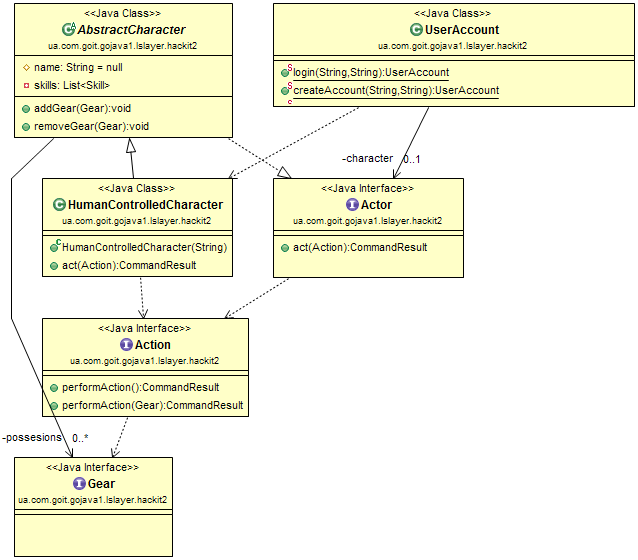 <<Java Class>>
AbstractCharacter
ua.com.goit.gojava1.lslayer.hackit2
name: String = null
skills: List<Skill>
addGear(Gear):void
removeGear(Gear):void
<<Java Class>>
UserAccount
ua.com.goit.gojava1.lslayer.hackit2
login(String,String):UserAccount
createAccount(String,String):UserAccount
-character
0..1
<<Java Class>>
HumanControlledCharacter
ua.com.goit.gojava1.lslayer.hackit2
HumanControlledCharacter(String)
act(Action):CommandResult
<<Java Interface>>
Actor
ua.com.goit.gojava1.lslayer.hackit2
act(Action):CommandResult
<<Java Interface>>
Action
ua.com.goit.gojava1.lslayer.hackit2
performAction():CommandResult
performAction(Gear):CommandResult
-possesions
0..*
<<Java Interface>>
Gear
ua.com.goit.gojava1.lslayer.hackit2